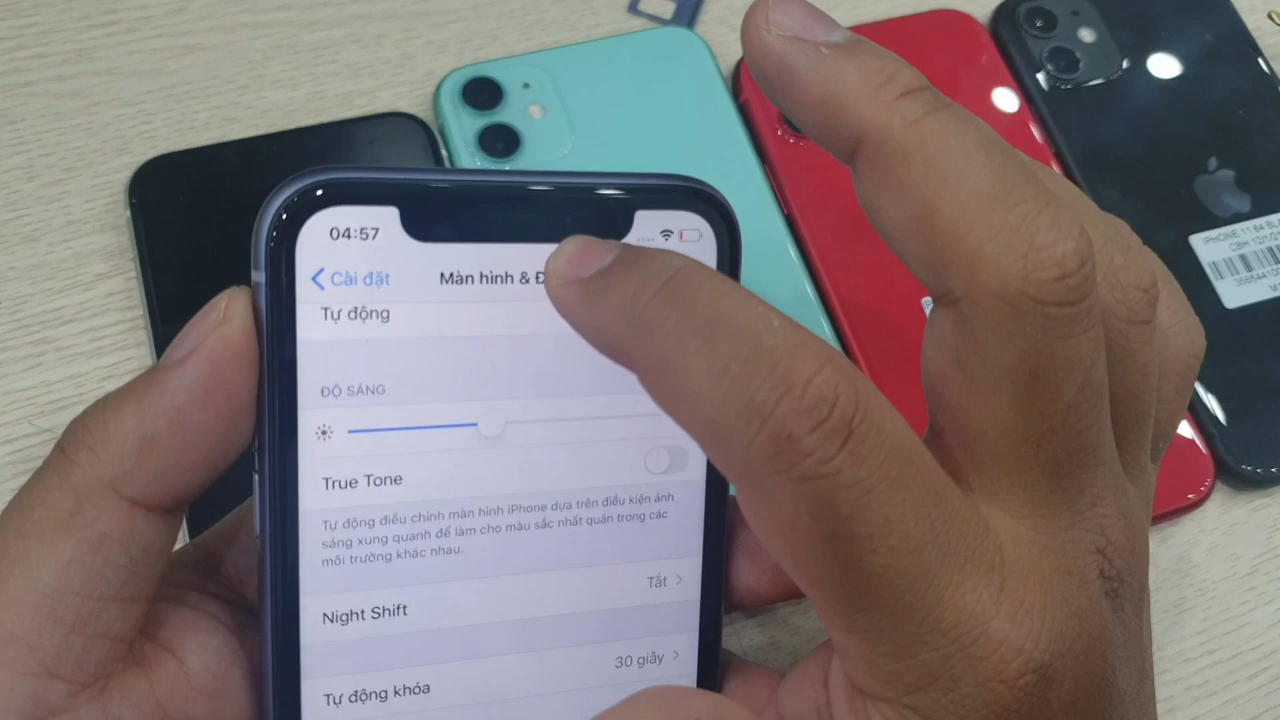 04:57
Cài đặt
Màn hình &
Tự động
ĐỘ SÁNG
True Tone
Tự động điều chỉnh màn hình iPhone dựa trên điều kiện ánh
sáng xung quanh để làm cho màu sắc nhất quán trong các
môi trường khác nhau.
Night Shift
Tắt
Tự động khóa
30 giây
IPHONE 11 64